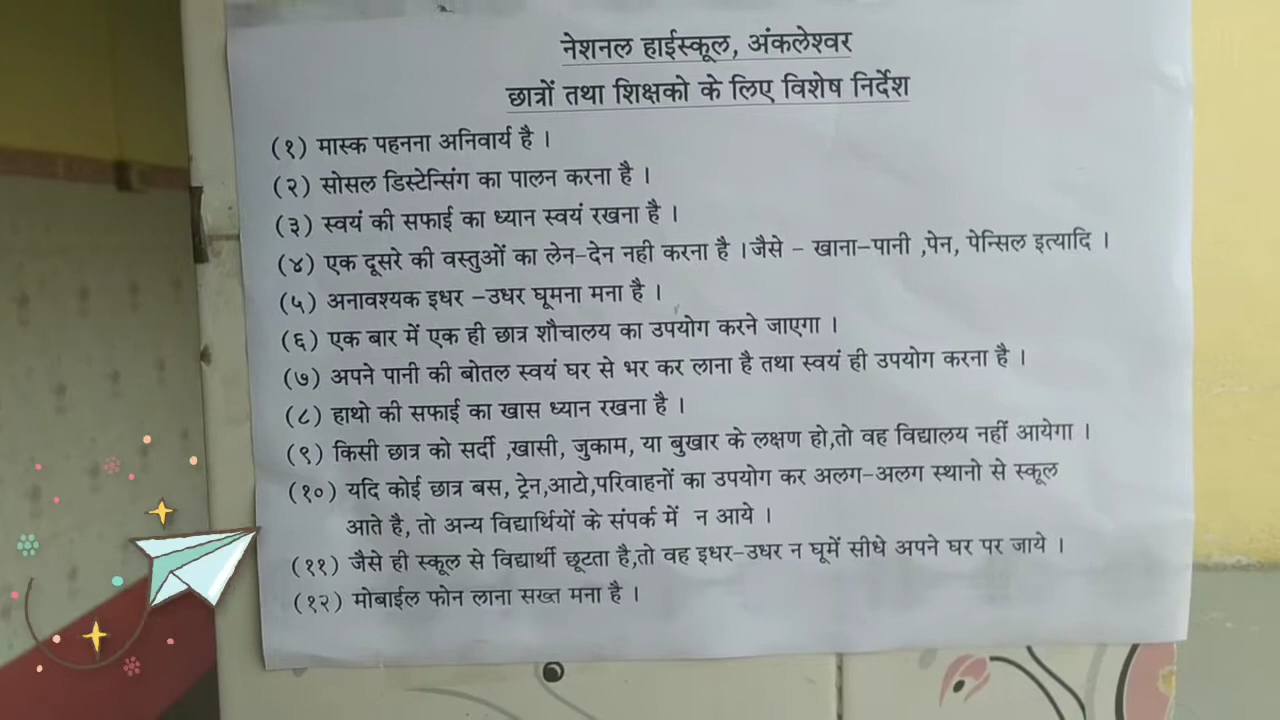 नेशनल हाईस्कूल, अंकलेश्वर
छात्रों तथा शिक्षको के लिए विशेष निर्देश
(१) मास्क पहनना अनिवार्य है ।
(२) सोसल डिस्टेन्सिंग का पालन करना है ।
(३) स्वयं की सफाई का ध्यान स्वयं रखना है ।
(४) एक दूसरे की वस्तुओं का लेन-देन नही करना है ।जैसे - खाना-पानी ,पेन, पेन्सिल इत्यादि ।
(५) अनावश्यक इधर -उधर घूमना मना है ।
(६) एक बार में एक ही छात्र शौचालय का उपयोग करने जाएगा ।
(७) अपने पानी की बोतल स्वयं घर से भर कर लाना है तथा स्वयं ही उपयोग करना है ।
(८) हाथो की सफाई का खास ध्यान रखना है ।
(९) किसी छात्र को सर्दी ,खासी, जुकाम, या बुखार के लक्षण हो,तो वह विद्यालय नहीं आयेगा ।
(१०) यदि कोई छात्र बस, ट्रेन,आटो,परिवाहनों का उपयोग कर अलग-अलग स्थानो से स्कूल
आते है, तो अन्य विद्यार्थियों के संपर्क में न आये ।
(११) जैसे ही स्कूल से विद्यार्थी छूटता है,तो वह इधर-उधर न घूमें सीधे अपने घर पर जाये ।
(१२) मोबाईल फोन लाना सख्त मना है ।